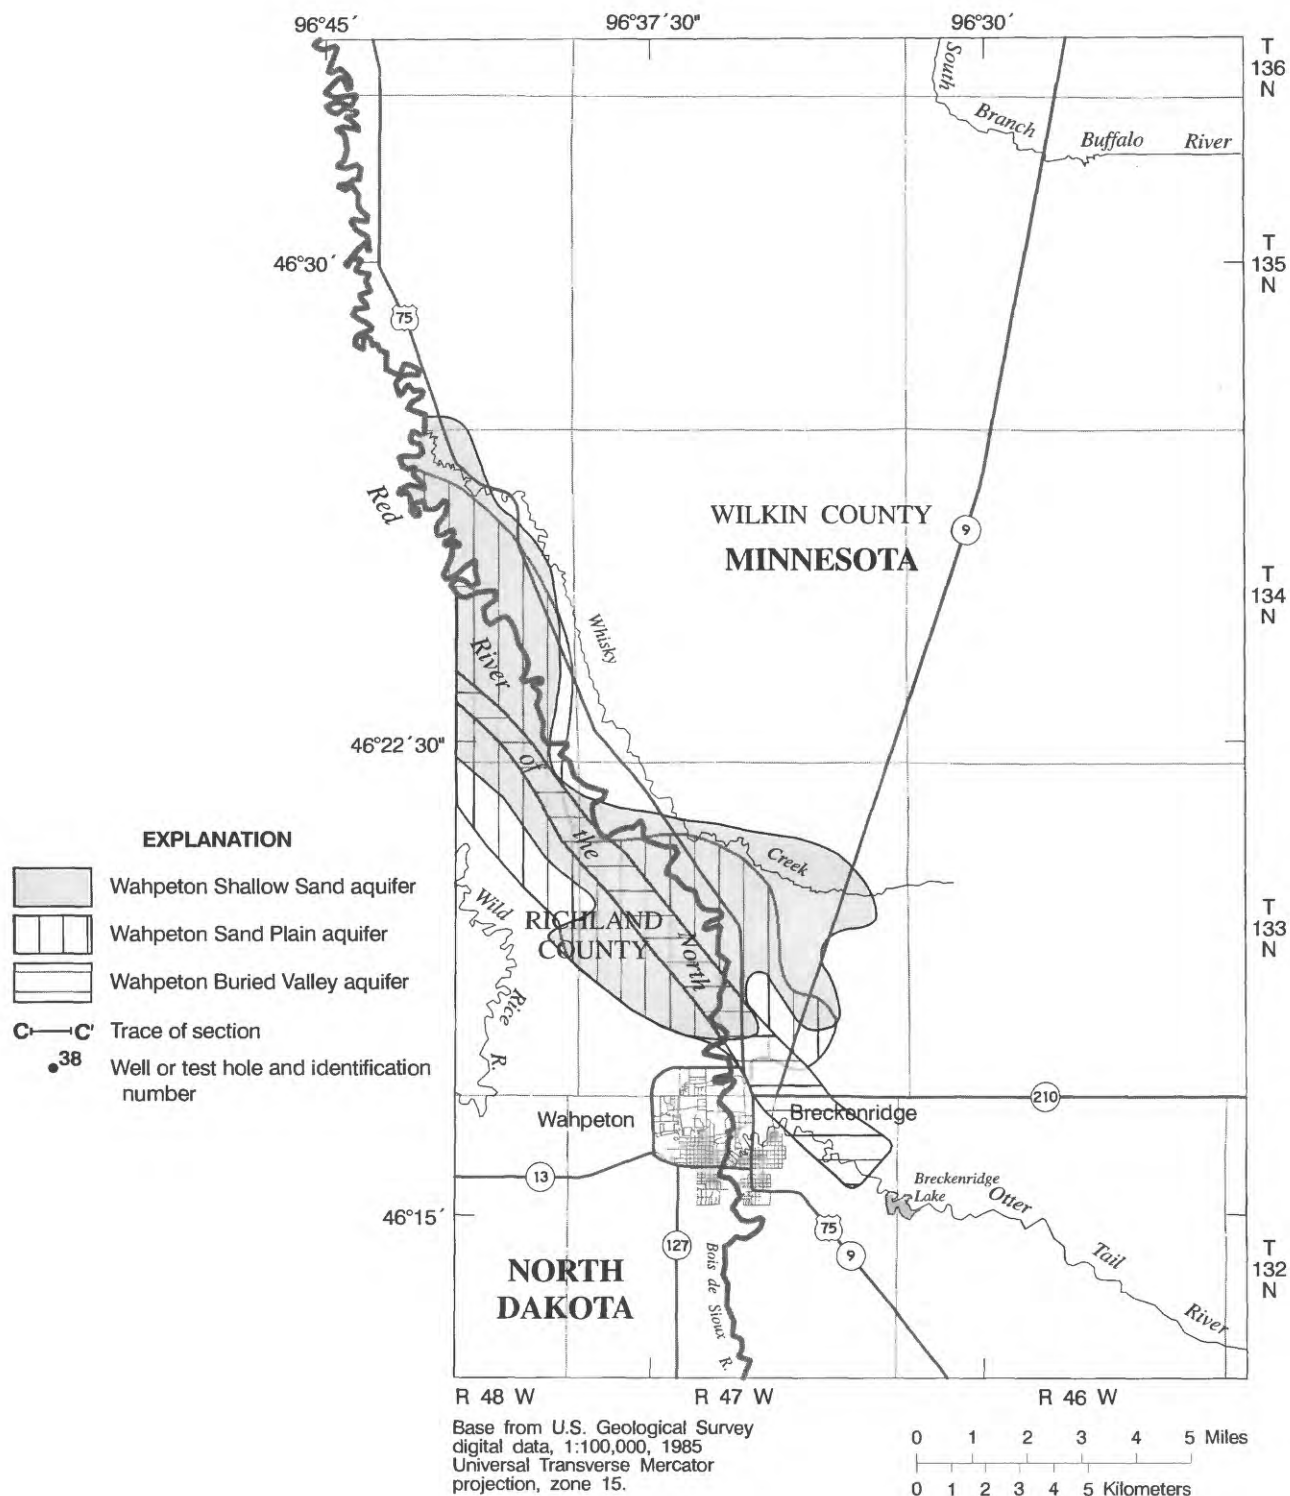 96°45´
96°37´30"
96°30´
T
136
N
South
Branch
Buffalo
River
46°30´
T
135
N
75
Red
WILKIN COUNTY
MINNESOTA
9
T
134
N
Whisky
River
46°22´30"
of
the
Creek
EXPLANATION
Wahpeton Shallow Sand aquifer
Wahpeton Sand Plain aquifer
Wahpeton Buried Valley aquifer
C C'
Trace of section
38
Well or test hole and identification
number
Wild
Rice
R.
RICHLAND
COUNTY
North
T
133
N
210
Wahpeton
Breckenridge
13
Breckenridge
Lake
Otter
Tail
River
46°15´
127
75
9
Bois de Sioux R.
NORTH
DAKOTA
T
132
N
R 48 W
R 47 W
R 46 W
Base from U.S. Geological Survey
digital data, 1:100,000, 1985
Universal Transverse Mercator
projection, zone 15.
0 1 2 3 4 5 Miles
0 1 2 3 4 5 Kilometers